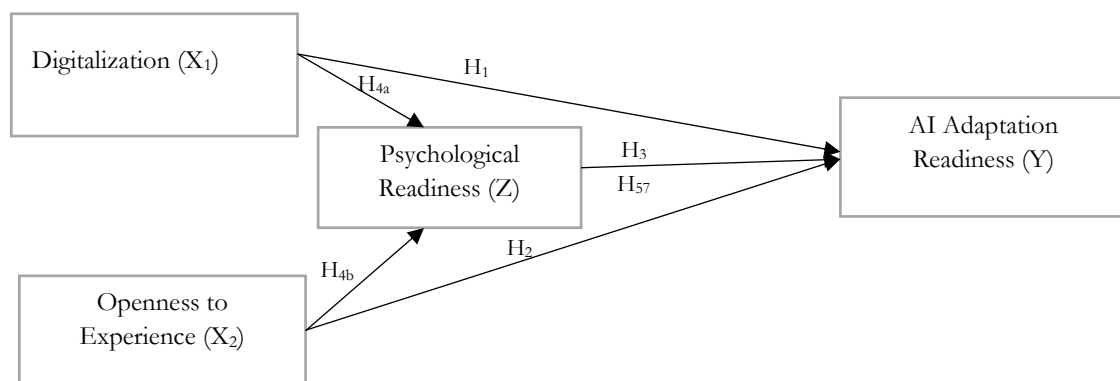 Digitalization (X₁)
H₁
H₄ₐ
Psychological
Readiness (Z)
H₃
H₅₇
AI Adaptation
Readiness (Y)
H₂
H₄b
Openness to
Experience (X₂)